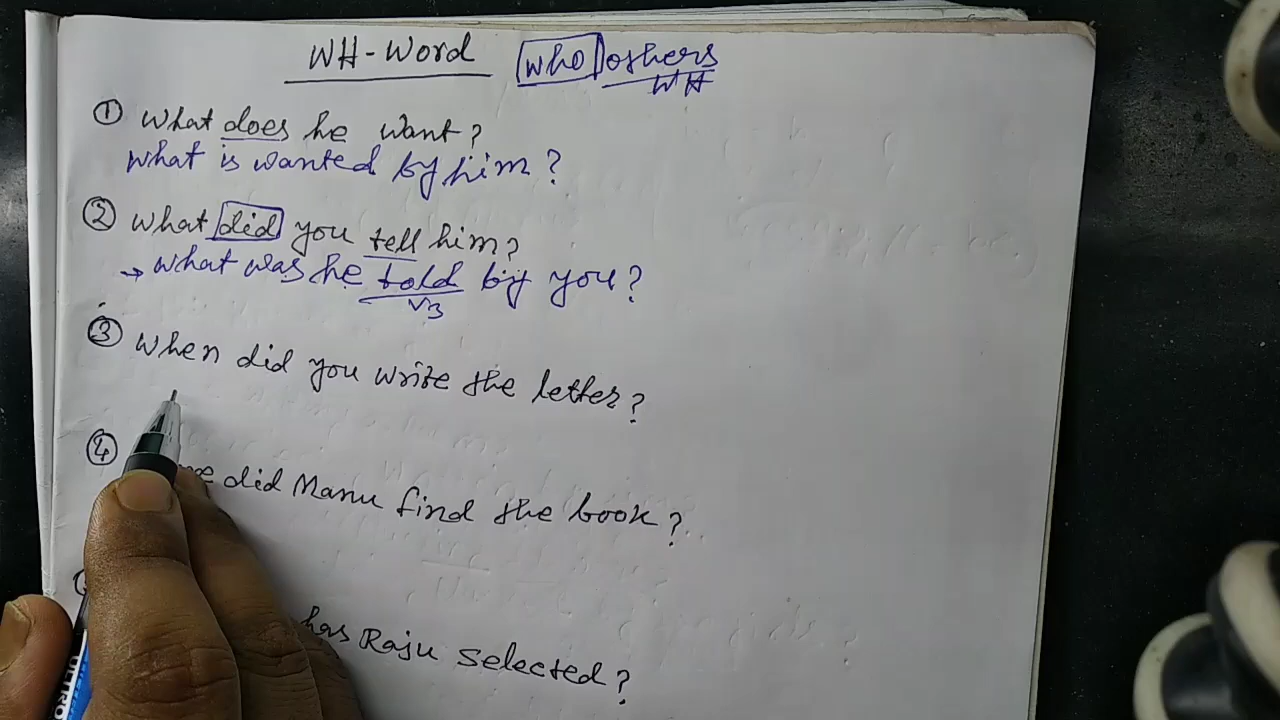 WH-Word who others
WH
① What does he want?
What is wanted by him?
② What did you tell him?
→ What was he told by you?
V3
③ When did you write the letter?
④ re did Manu find the book?
has Raju selected?